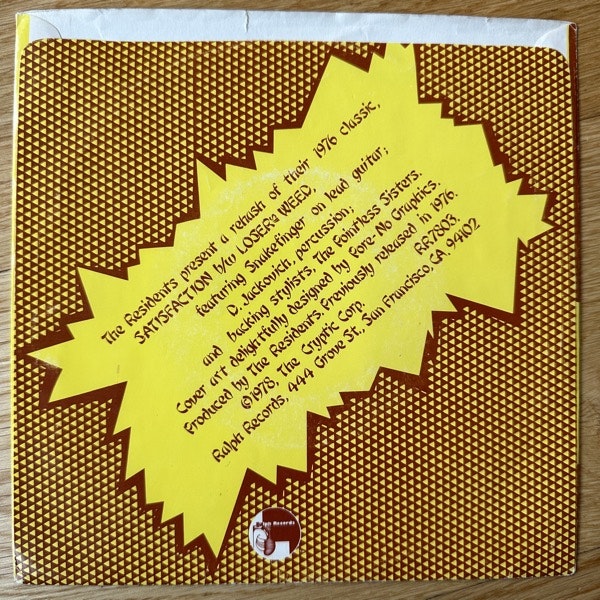 The Residents present a rehash of their 1976 classic,
SATISFACTION b/w LOSER≅WEED,
featuring Snakefinger on lead guitar;
D. Jackovich, percussion;
and backing stylists, The Pointless Sisters.
Cover art delightfully designed by Pore-No Graphics.
Produced by The Residents. Previously released in 1976.
©1978, The Cryptic Corp. RR7803.
Ralph Records, 444 Grove St., San Francisco, CA. 94102
Records